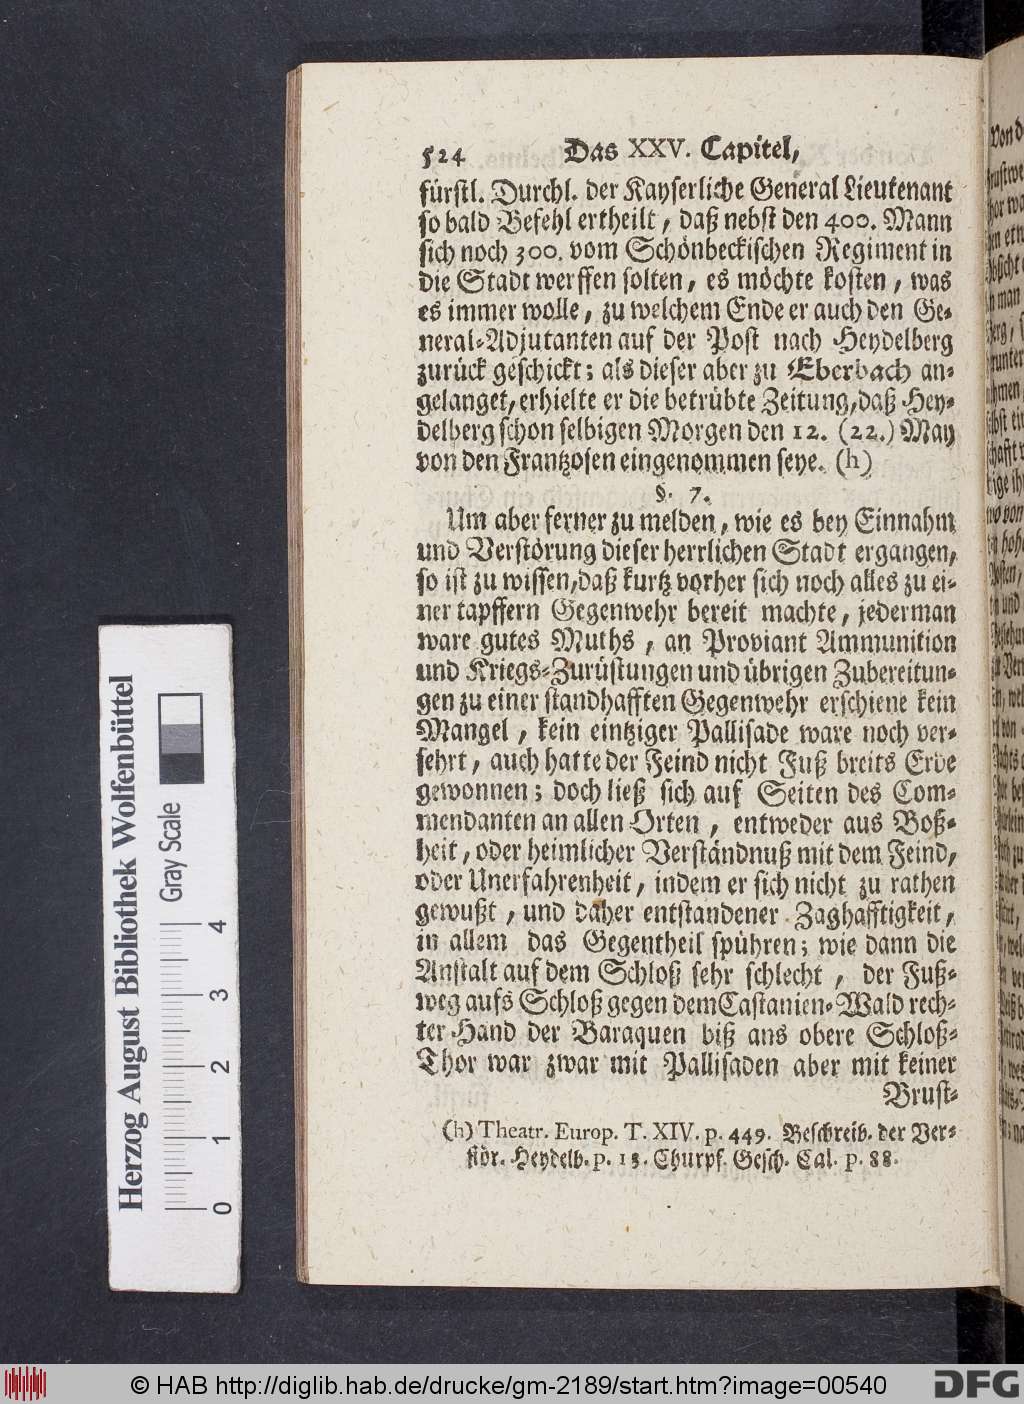 524 Das XXV. Capitel,
fürstl. Durchl. der Kayserliche General Lieutenant
so bald Befehl ertheilt, daß nebst den 400. Mann
sich noch 300. vom Schönbeckischen Regiment in
die Stadt werffen solten, es möchte kosten, was
es immer wolle, zu welchem Ende er auch den Ge-
neral-Adjutanten auf der Post nach Heydelberg
zurück geschickt; als dieser aber zu Eberbach an-
gelanget, erhielte er die betrübte Zeitung, daß Hey-
delberg schon selbigen Morgen den 12. (22.) May
von den Frantzosen eingenommen seye. (h)
§. 7.
Um aber ferner zu melden, wie es bey Einnahm
und Verstörung dieser herrlichen Stadt ergangen,
so ist zu wissen, daß kurtz vorher sich noch alles zu ei-
ner tapffern Gegenwehr bereit machte, jederman
ware gutes Muths, an Proviant Ammunition
und Kriegs-Zurüstungen und übrigen Zubereitun-
gen zu einer standhafften Gegenwehr erschiene kein
Mangel, kein eintziger Pallisade ware noch ver-
sehrt, auch hatte der Feind nicht Fuß breits Erde
gewonnen; doch ließ sich auf Seiten des Com-
mendanten an allen Orten, entweder aus Boß-
heit, oder heimlicher Verständnuß mit dem Feind,
oder Unerfahrenheit, indem er sich nicht zu rathen
gewußt, und daher entstandener Zaghafftigkeit,
in allem das Gegentheil spühren; wie dann die
Anstalt auf dem Schloß sehr schlecht, der Fuß-
weg aufs Schloß gegen dem Castanien-Wald rech-
ter Hand der Baraquen biß ans obere Schloß-
Thor war zwar mit Pallisaden aber mit keiner
Brust-
(h) Theatr. Europ. T. XIV. p. 449. Beschreib. der Ver-
stör. Heydelb. p. 13. Churpf. Gesch. Cal. p. 88.
Herzog August Bibliothek Wolfenbüttel
Gray Scale
0 1 2 3 4
© HAB http://diglib.hab.de/drucke/gm-2189/start.htm?image=00540
DFG